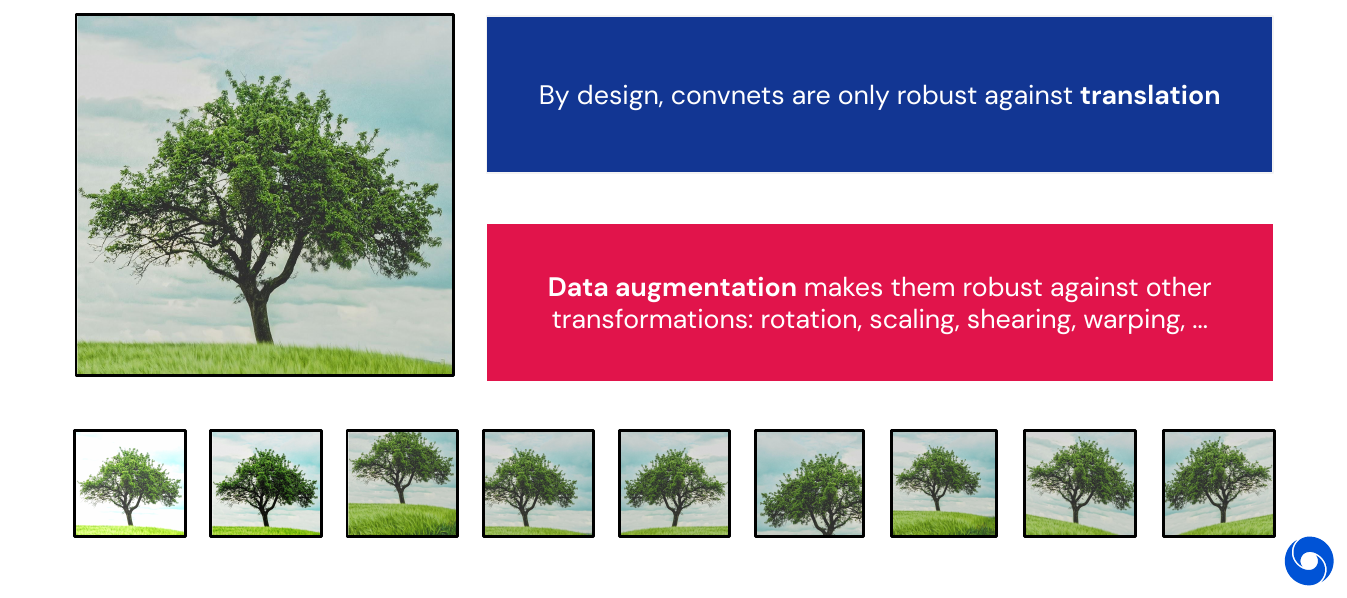 By design, convnets are only robust against translation
Data augmentation makes them robust against other
transformations: rotation, scaling, shearing, warping, ...